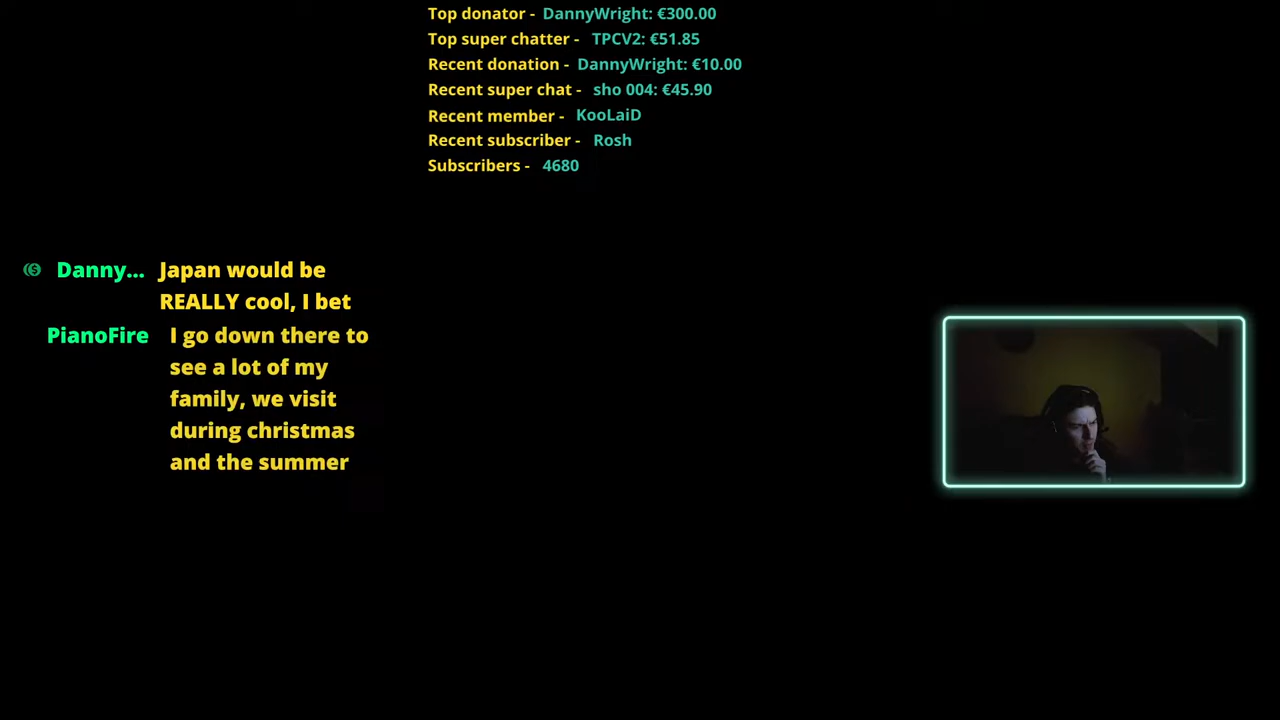 Top donator - DannyWright: €300.00
Top super chatter - TPCV2: €51.85
Recent donation - DannyWright: €10.00
Recent super chat - sho 004: €45.90
Recent member - KooLaiD
Recent subscriber - Rosh
Subscribers - 4680
Danny... Japan would be
REALLY cool, I bet
PianoFire I go down there to
see a lot of my
family, we visit
during christmas
and the summer